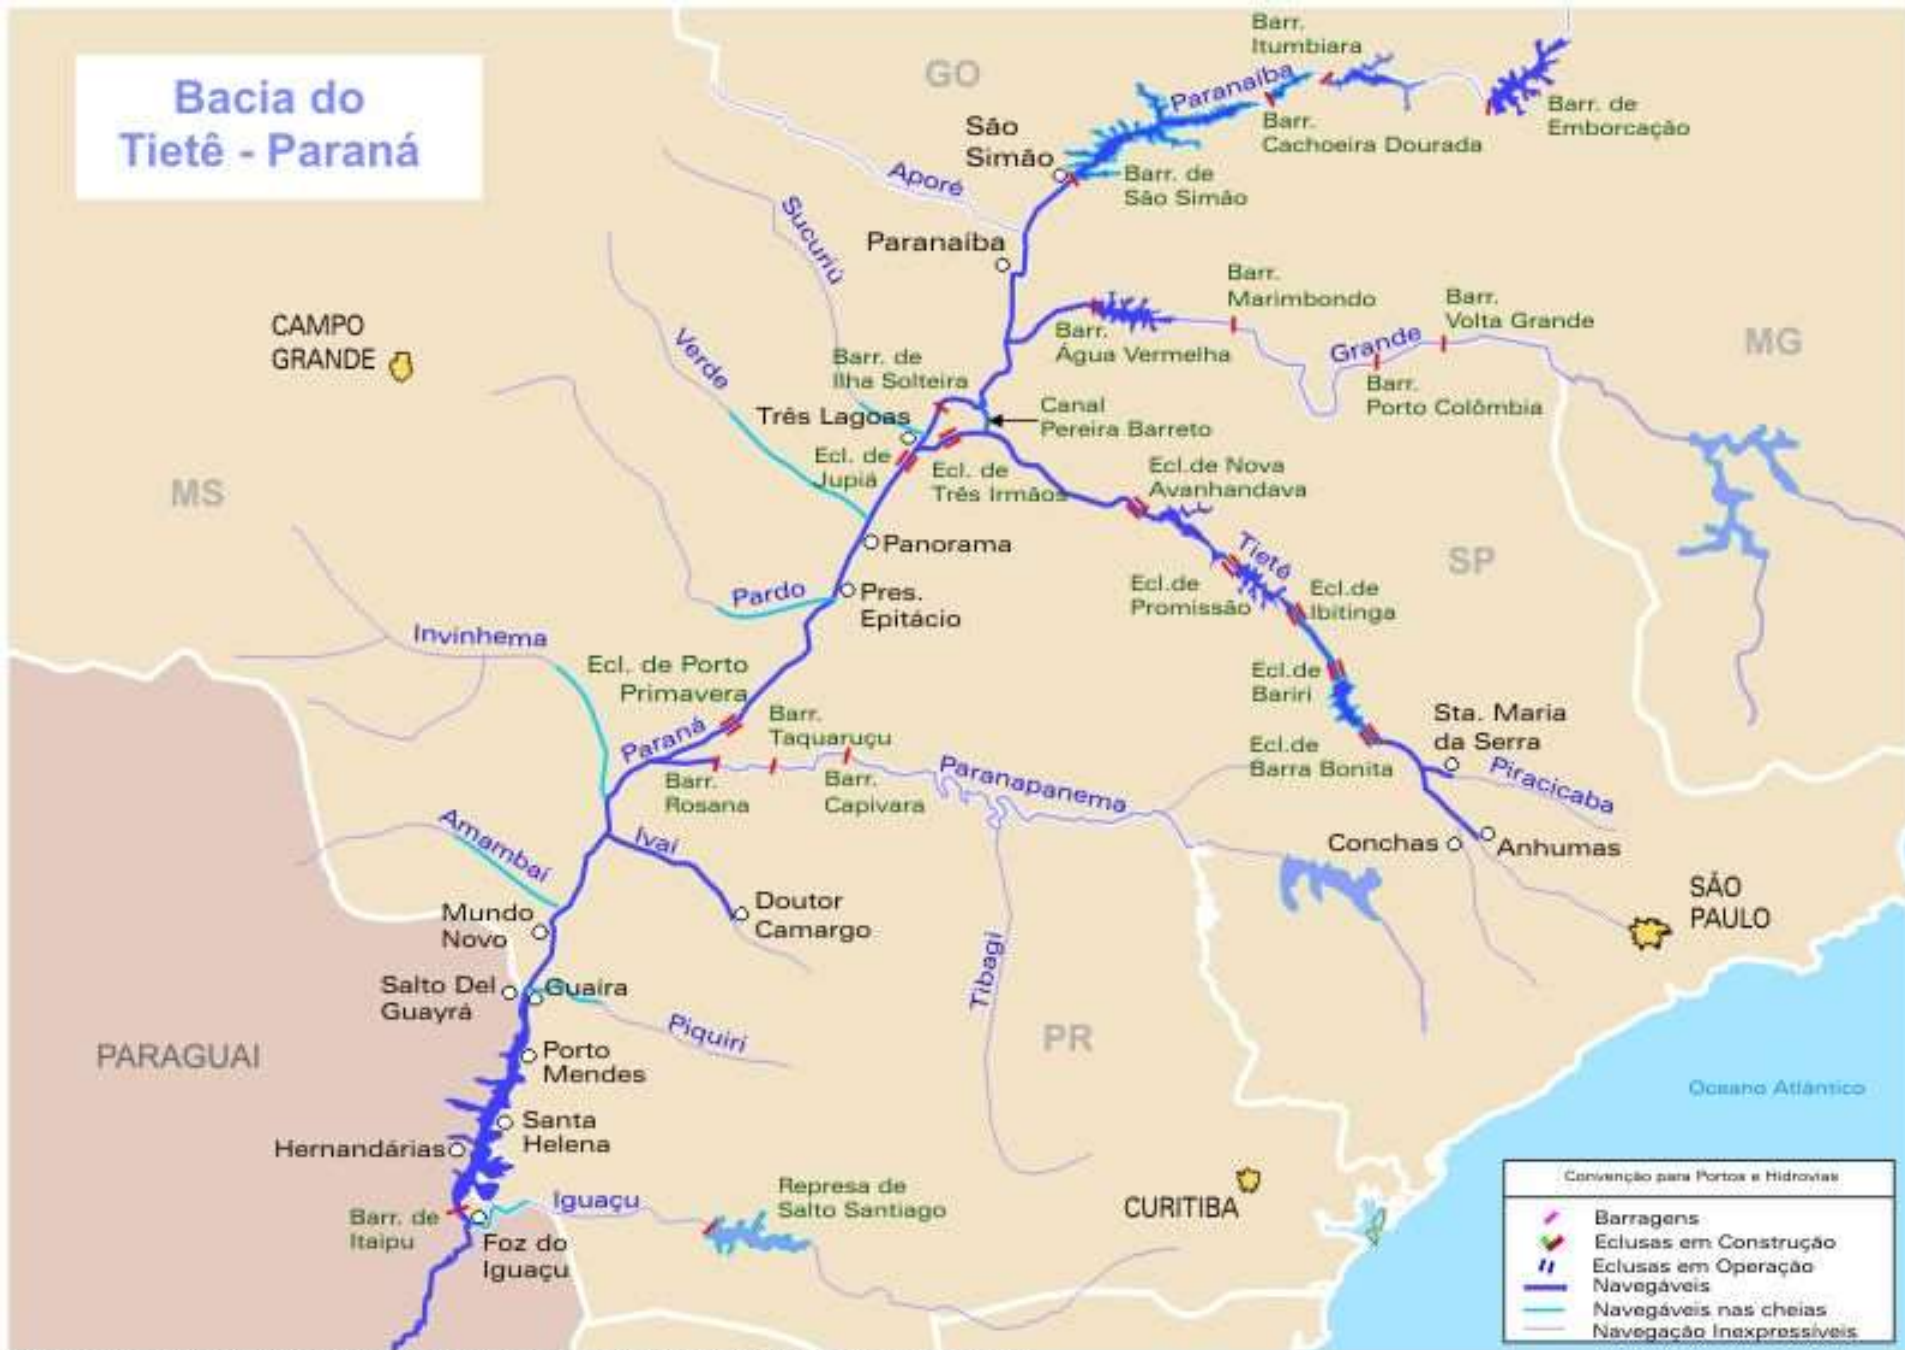 Bacia do
Tietê - Paraná
GO
Barr.
Itumbiara
Paranaíba
Barr. de
Emborcação
Barr.
Cachoeira Dourada
São
Simão
Barr. de
São Simão
Aporé
Sucuriú
Paranaíba
Barr.
Marimbondo
Barr.
Volta Grande
MG
CAMPO
GRANDE
Verde
Barr.
Água Vermelha
Grande
Barr.
Porto Colômbia
Barr. de
Ilha Solteira
Três Lagoas
Canal
Pereira Barreto
Ecl. de
Jupiá
Ecl. de
Três Irmãos
Ecl.de Nova
Avanhandava
MS
Panorama
Tietê
SP
Pardo
Pres.
Epitácio
Ecl.de
Promissão
Ecl.de
Ibitinga
Invinhema
Ecl. de Porto
Primavera
Ecl.de
Bariri
Paraná
Barr.
Taquaruçu
Sta. Maria
da Serra
Ecl.de
Barra Bonita
Barr.
Rosana
Barr.
Capivara
Paranapanema
Piracicaba
Amambaí
Ivaí
Conchas
Anhumas
SÃO
PAULO
Mundo
Novo
Doutor
Camargo
Tibagi
Salto Del
Guayrá
Guaira
Piquiri
PR
PARAGUAI
Porto
Mendes
Oceano Atlântico
Santa
Helena
Hernandárias
Iguaçu
Represa de
Salto Santiago
CURITIBA
Barr. de
Itaipu
Foz do
Iguaçu
Convenção para Portos e Hidrovias
Barragens
Eclusas em Construção
Eclusas em Operação
Navegáveis
Navegáveis nas cheias
Navegação Inexpressíveis